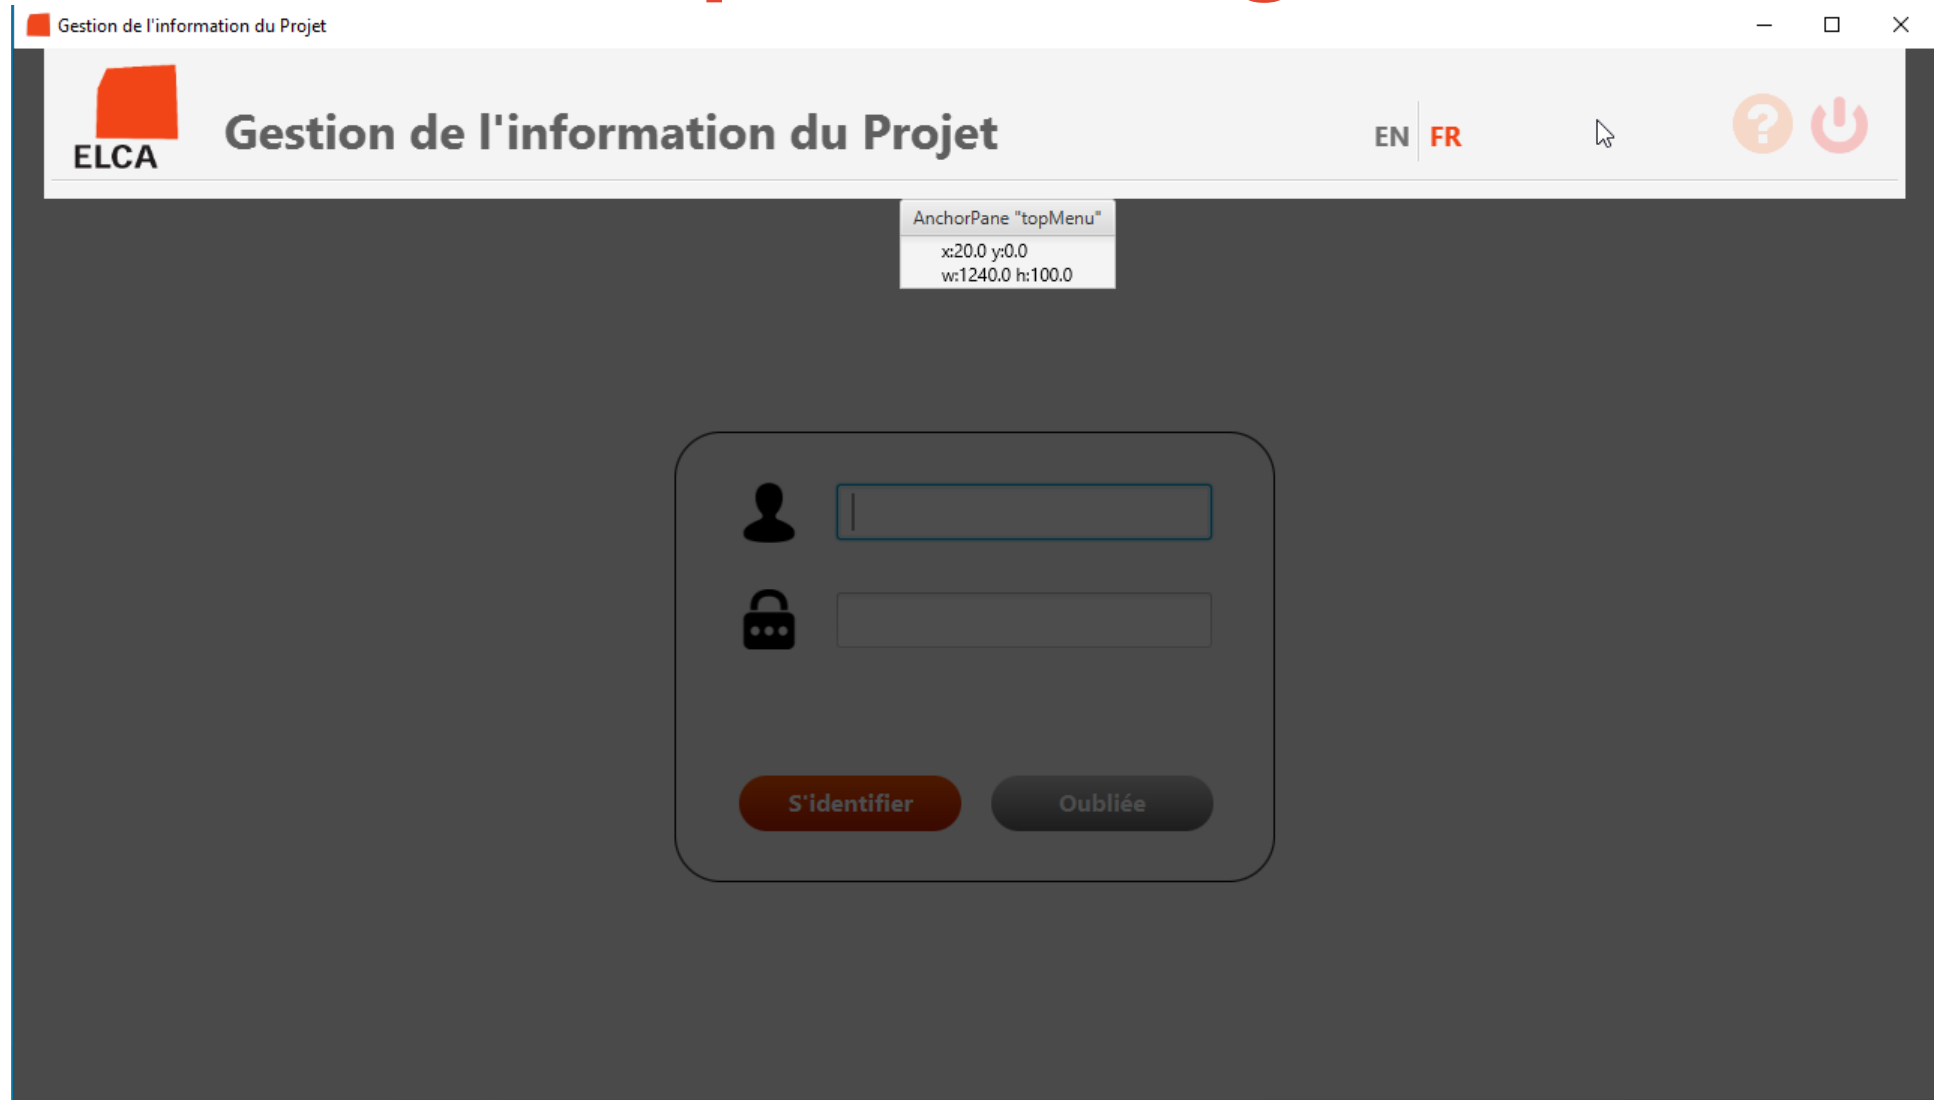 Gestion de l'information du Projet
ELCA
Gestion de l'information du Projet
EN FR
AnchorPane "topMenu"
x:20.0 y:0.0
w:1240.0 h:100.0
S'identifier
Oubliée